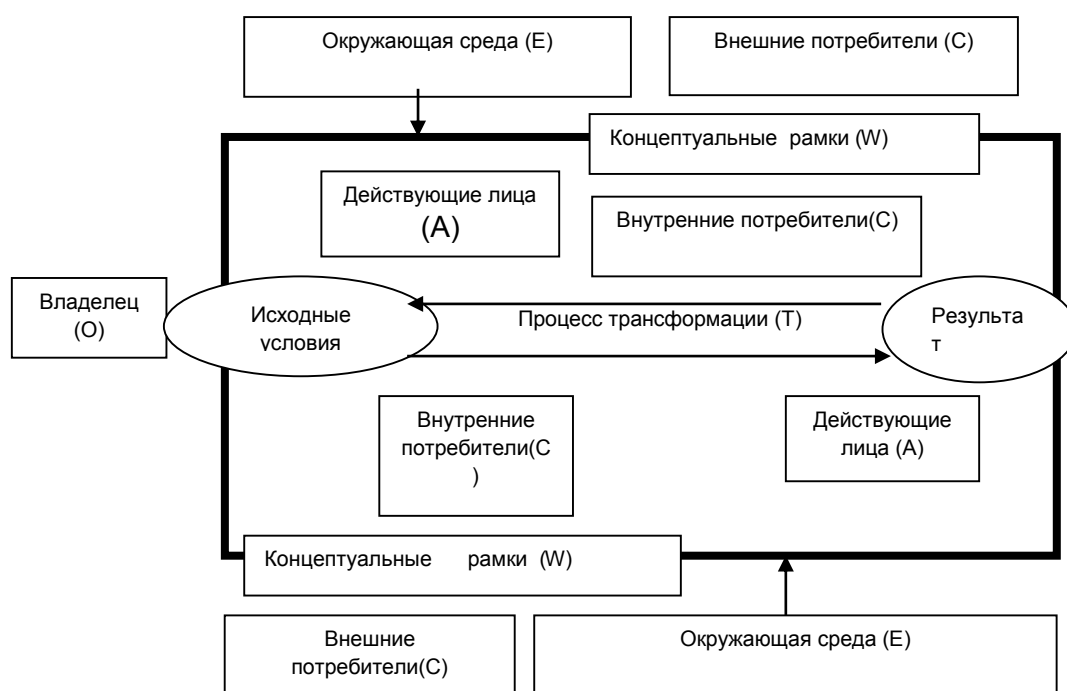 Окружающая среда (E)
Внешние потребители (C)
Концептуальные рамки (W)
Действующие лица
(A)
Внутренние потребители(C)
Владелец
(O)
Исходные
условия
Процесс трансформации (T)
Результа
т
Внутренние
потребители(C
)
Действующие
лица (A)
Концептуальные рамки (W)
Внешние
потребители(C)
Окружающая среда (E)